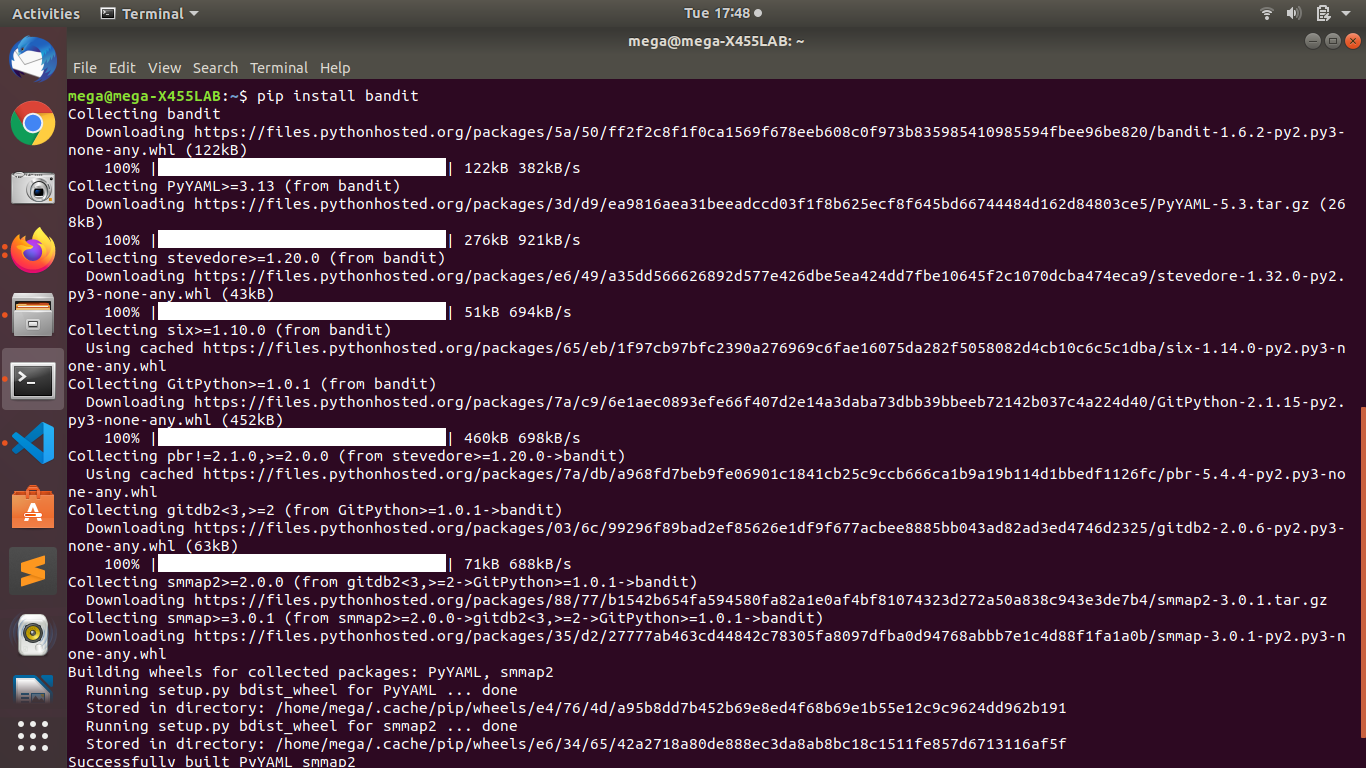 Activities Terminal Tue 17:48
mega@mega-X455LAB: ~
File Edit View Search Terminal Help
mega@mega-X455LAB:~$ pip install bandit
Collecting bandit
Downloading https://files.pythonhosted.org/packages/5a/50/ff2f2c8f1f0ca1569f678eeb608c0f973b835985410985594fbee96be820/bandit-1.6.2-py2.py3-
none-any.whl (122kB)
100% | | 122kB 382kB/s
Collecting PyYAML>=3.13 (from bandit)
Downloading https://files.pythonhosted.org/packages/3d/d9/ea9816aea31beeadccd03f1f8b625ecf8f645bd66744484d162d84803ce5/PyYAML-5.3.tar.gz (26
8kB)
100% | | 276kB 921kB/s
Collecting stevedore>=1.20.0 (from bandit)
Downloading https://files.pythonhosted.org/packages/e6/49/a35dd566626892d577e426dbe5ea424dd7fbe10645f2c1070dcba474eca9/stevedore-1.32.0-py2.
py3-none-any.whl (43kB)
100% | | 51kB 694kB/s
Collecting six>=1.10.0 (from bandit)
Using cached https://files.pythonhosted.org/packages/65/eb/1f97cb97bfc2390a276969c6fae16075da282f5058082d4cb10c6c5c1dba/six-1.14.0-py2.py3-n
one-any.whl
Collecting GitPython>=1.0.1 (from bandit)
Downloading https://files.pythonhosted.org/packages/7a/c9/6e1aec0893efe66f407d2e14a3daba73dbb39bbeeb72142b037c4a224d40/GitPython-2.1.15-py2.
py3-none-any.whl (452kB)
100% | | 460kB 698kB/s
Collecting pbr!=2.1.0,>=2.0.0 (from stevedore>=1.20.0->bandit)
Using cached https://files.pythonhosted.org/packages/7a/db/a968fd7beb9fe06901c1841cb25c9ccb666ca1b9a19b114d1bbedf1126fc/pbr-5.4.4-py2.py3-no
ne-any.whl
Collecting gitdb2<3,>=2 (from GitPython>=1.0.1->bandit)
Downloading https://files.pythonhosted.org/packages/03/6c/99296f89bad2ef85626e1df9f677acbee8885bb043ad82ad3ed4746d2325/gitdb2-2.0.6-py2.py3-
none-any.whl (63kB)
100% | | 71kB 688kB/s
Collecting smmap2>=2.0.0 (from gitdb2<3,>=2->GitPython>=1.0.1->bandit)
Downloading https://files.pythonhosted.org/packages/88/77/b1542b654fa594580fa82a1e0af4bf81074323d272a50a838c943e3de7b4/smmap2-3.0.1.tar.gz
Collecting smmap>=3.0.1 (from smmap2>=2.0.0->gitdb2<3,>=2->GitPython>=1.0.1->bandit)
Downloading https://files.pythonhosted.org/packages/35/d2/27777ab463cd44842c78305fa8097dfba0d94768abbb7e1c4d88f1fa1a0b/smmap-3.0.1-py2.py3-n
one-any.whl
Building wheels for collected packages: PyYAML, smmap2
Running setup.py bdist_wheel for PyYAML ... done
Stored in directory: /home/mega/.cache/pip/wheels/e4/76/4d/a95b8dd7b452b69e8ed4f68b69e1b55e12c9c9624dd962b191
Running setup.py bdist_wheel for smmap2 ... done
Stored in directory: /home/mega/.cache/pip/wheels/e6/34/65/42a2718a80de888ec3da8ab8bc18c1511fe857d6713116af5f
Successfully built PyYAML smmap2